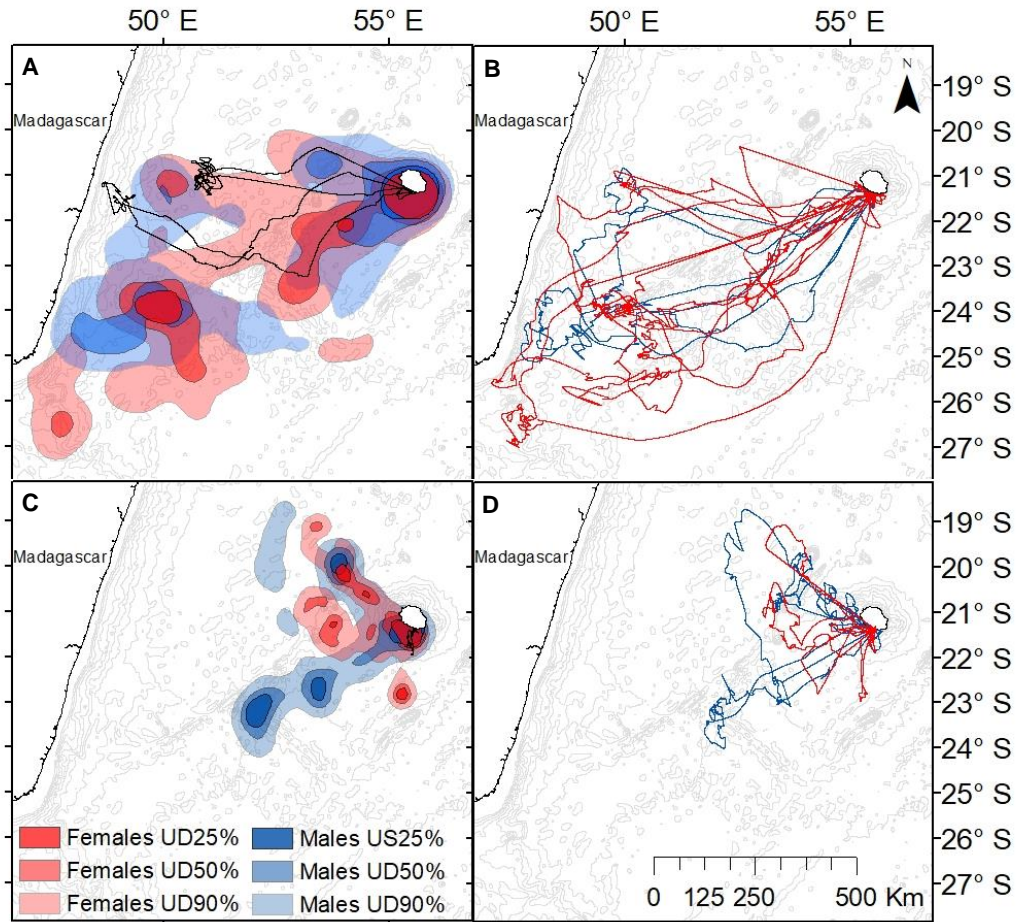 50° E 55° E 50° E 55° E
A
B
N
Madagascar
Madagascar
19° S
20° S
21° S
22° S
23° S
24° S
25° S
26° S
27° S
C
D
Madagascar
Madagascar
19° S
20° S
21° S
22° S
23° S
24° S
25° S
26° S
27° S
Females UD25% Males US25%
Females UD50% Males UD50%
Females UD90% Males UD90%
0 125 250 500 Km